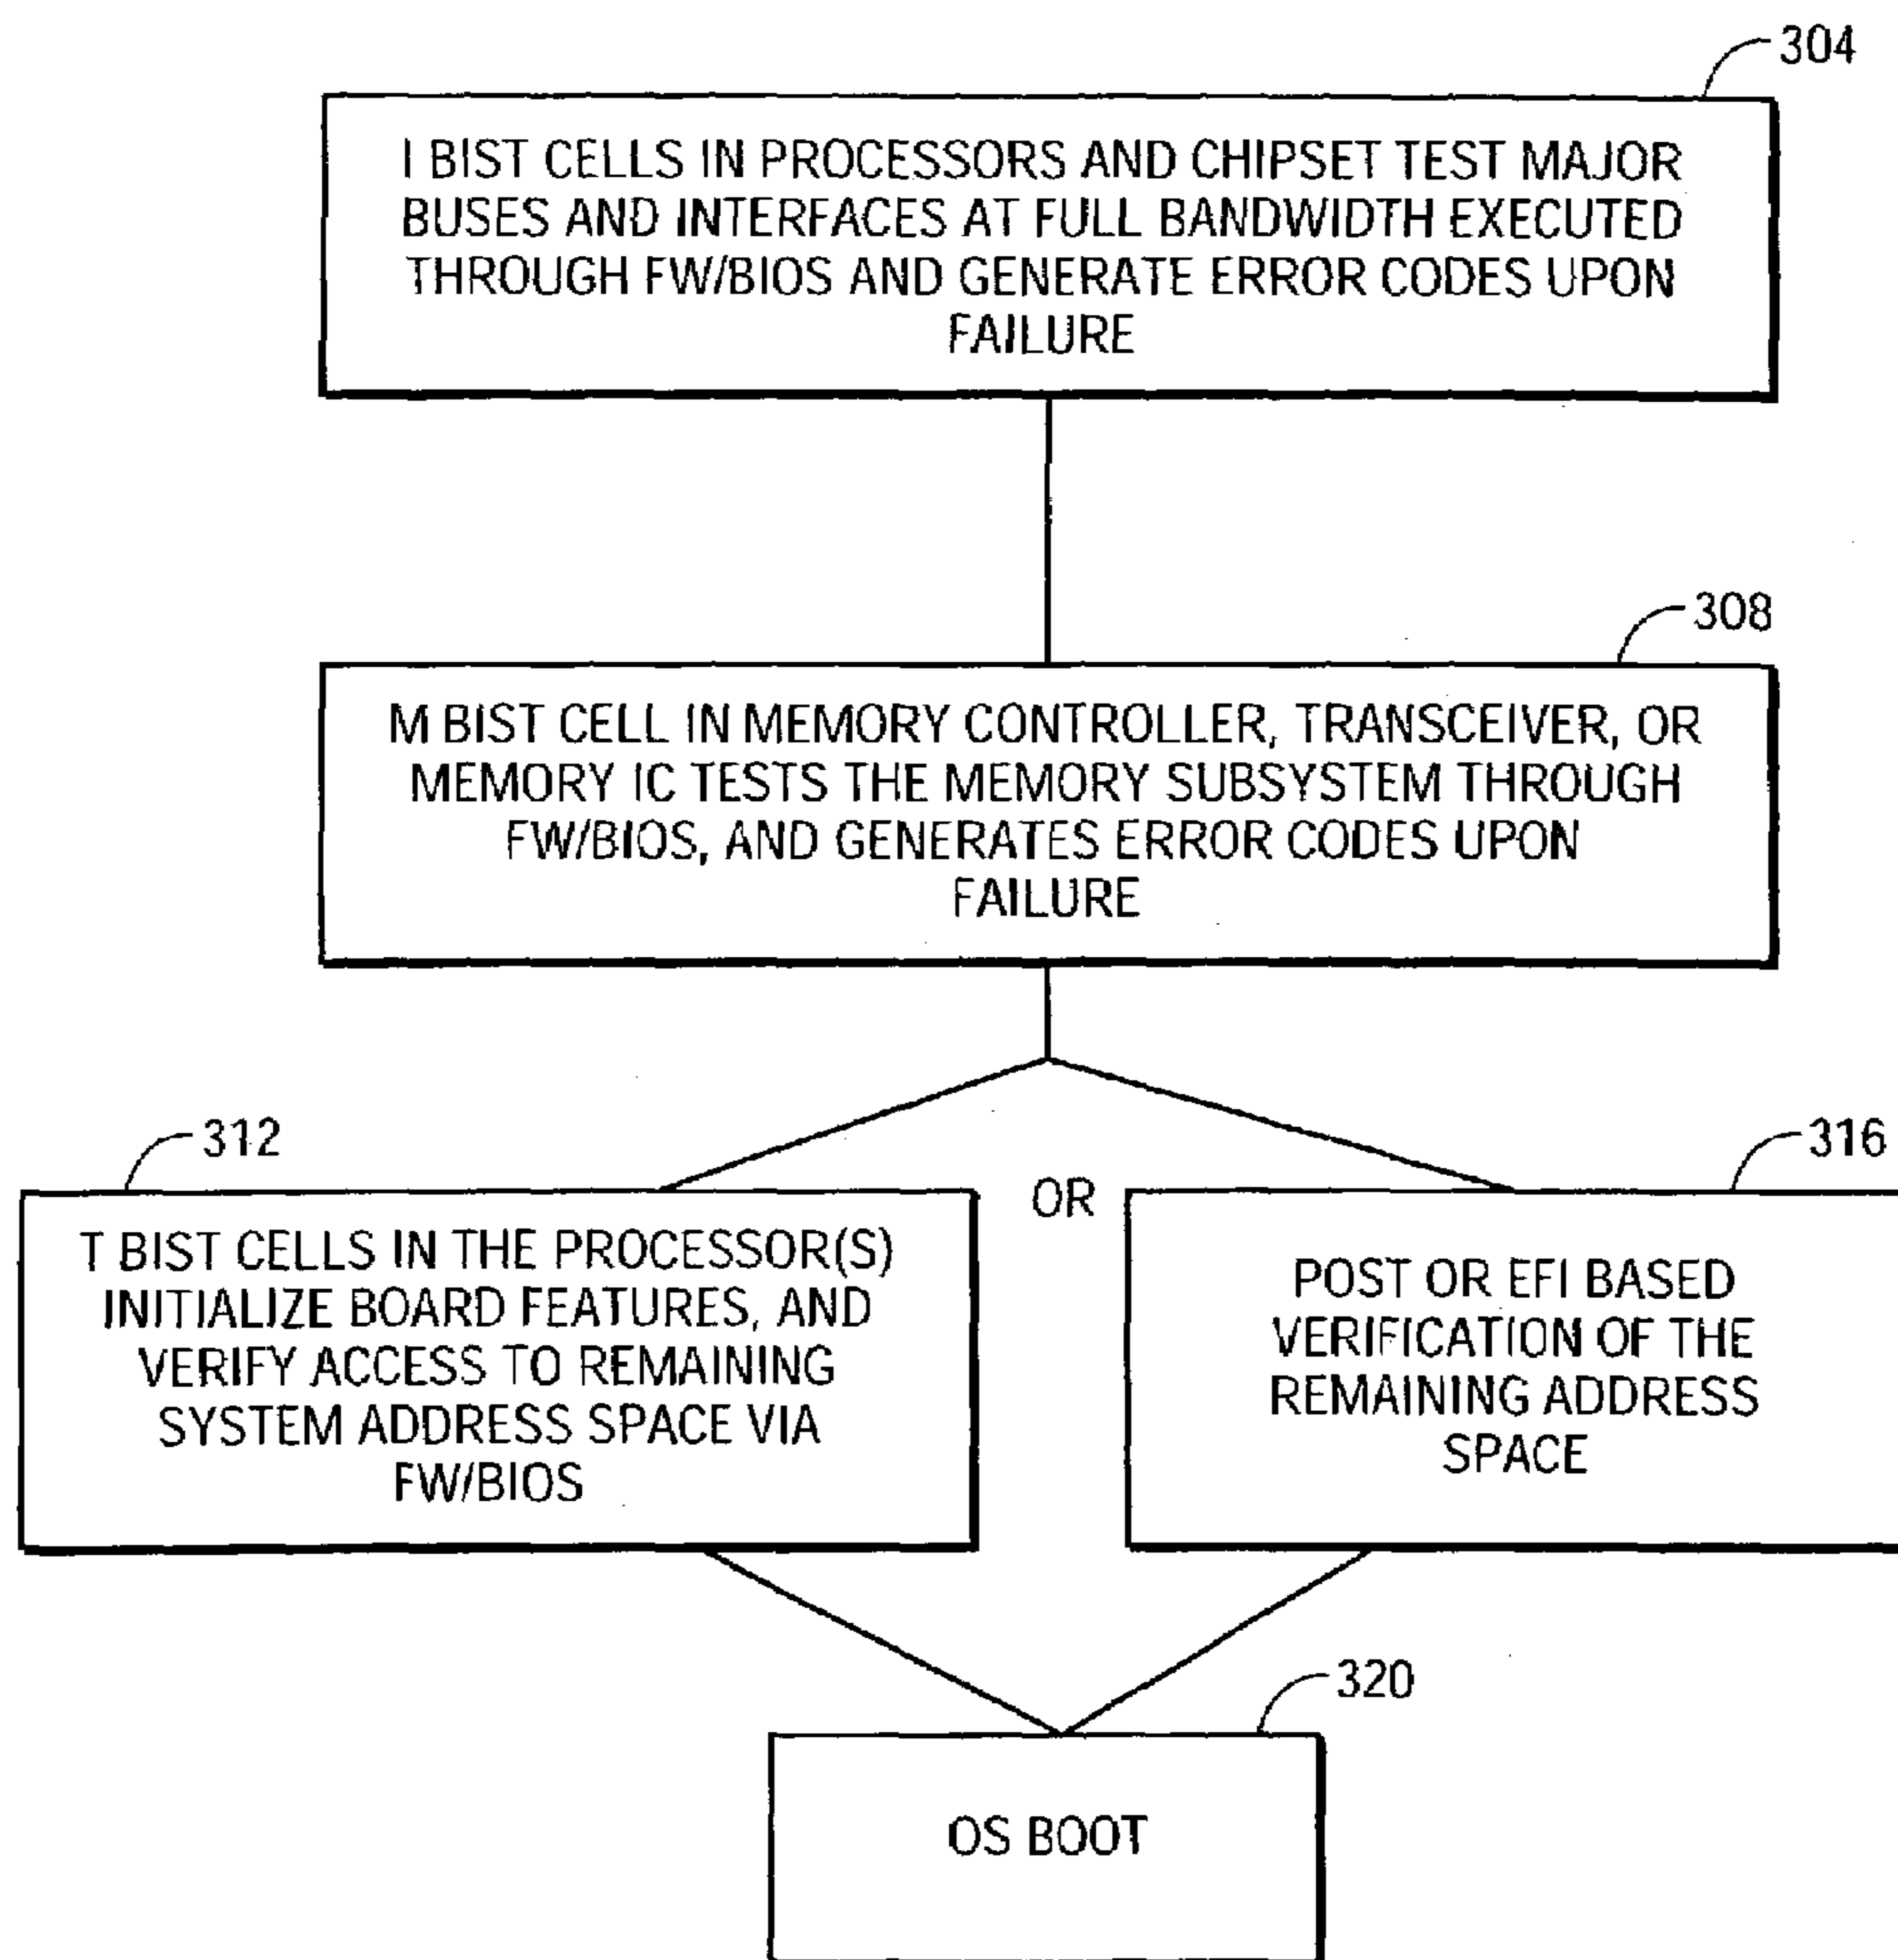 304
I BIST CELLS IN PROCESSORS AND CHIPSET TEST MAJOR
BUSES AND INTERFACES AT FULL BANDWIDTH EXECUTED
THROUGH FW/BIOS AND GENERATE ERROR CODES UPON
FAILURE
308
M BIST CELL IN MEMORY CONTROLLER, TRANSCEIVER, OR
MEMORY IC TESTS THE MEMORY SUBSYSTEM THROUGH
FW/BIOS, AND GENERATES ERROR CODES UPON
FAILURE
312
T BIST CELLS IN THE PROCESSOR(S)
INITIALIZE BOARD FEATURES, AND
VERIFY ACCESS TO REMAINING
SYSTEM ADDRESS SPACE VIA
FW/BIOS
OR
316
POST OR EFI BASED
VERIFICATION OF THE
REMAINING ADDRESS
SPACE
320
OS BOOT